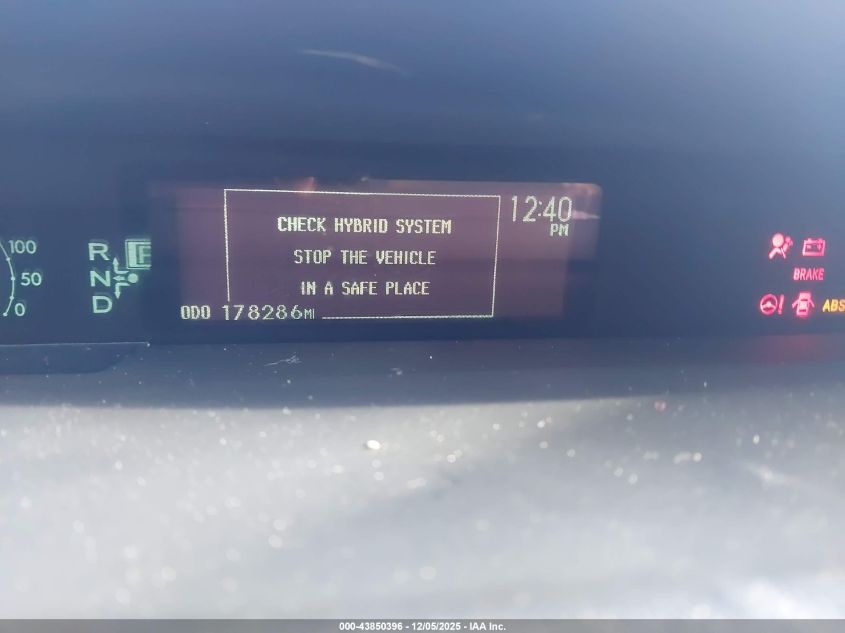 CHECK HYBRID SYSTEM
STOP THE VEHICLE
IN A SAFE PLACE
12:40
PM
ODO 178286MI
100
50
0
R
N
D
P
BRAKE
ABS
000-43850396 - 12/05/2025 - IAA Inc.